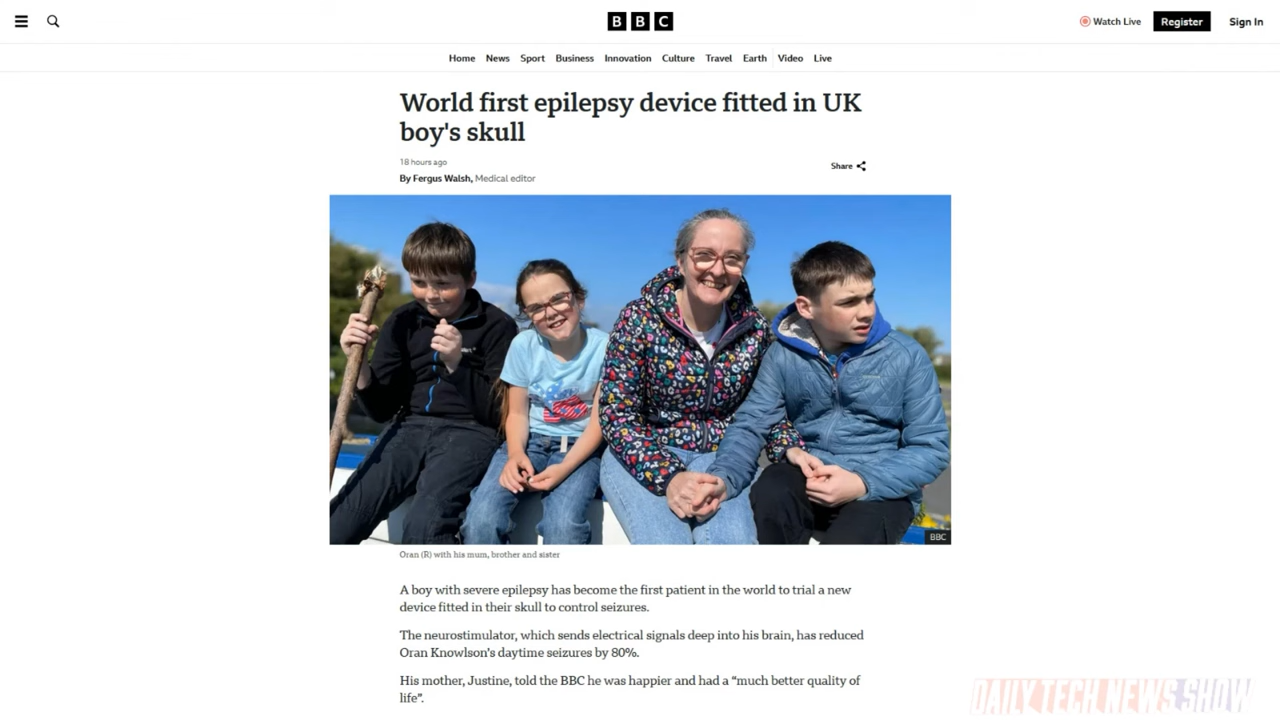 BBC
Watch Live
Register
Sign In
Home News Sport Business Innovation Culture Travel Earth Video Live
World first epilepsy device fitted in UK
boy's skull
18 hours ago
Share
By Fergus Walsh, Medical editor
BBC
Oran (R) with his mum, brother and sister
A boy with severe epilepsy has become the first patient in the world to trial a new
device fitted in their skull to control seizures.
The neurostimulator, which sends electrical signals deep into his brain, has reduced
Oran Knowlson's daytime seizures by 80%.
His mother, Justine, told the BBC he was happier and had a “much better quality of
life”.
DAILY TECH NEWS SHOW